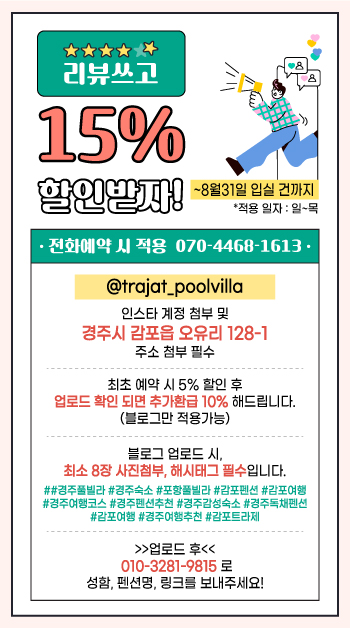 리뷰쓰고
15%
할인받자!
~8월31일 입실 건까지
*적용 일자 : 일~목
· 전화예약 시 적용 070-4468-1613 ·
@trajat_poolvilla
인스타 계정 첨부 및
경주시 감포읍 오유리 128-1
주소 첨부 필수
최초 예약 시 5% 할인 후
업로드 확인 되면 추가환급 10% 해드립니다.
(블로그만 적용가능)
블로그 업로드 시,
최소 8장 사진첨부, 해시태그 필수입니다.
##경주풀빌라 #경주숙소 #포항풀빌라 #감포펜션 #감포여행
#경주여행코스 #경주펜션추천 #경주감성숙소 #경주독채펜션
#감포여행 #경주여행추천 #감포트라제
>>업로드 후<<
010-3281-9815 로
성함, 펜션명, 링크를 보내주세요!